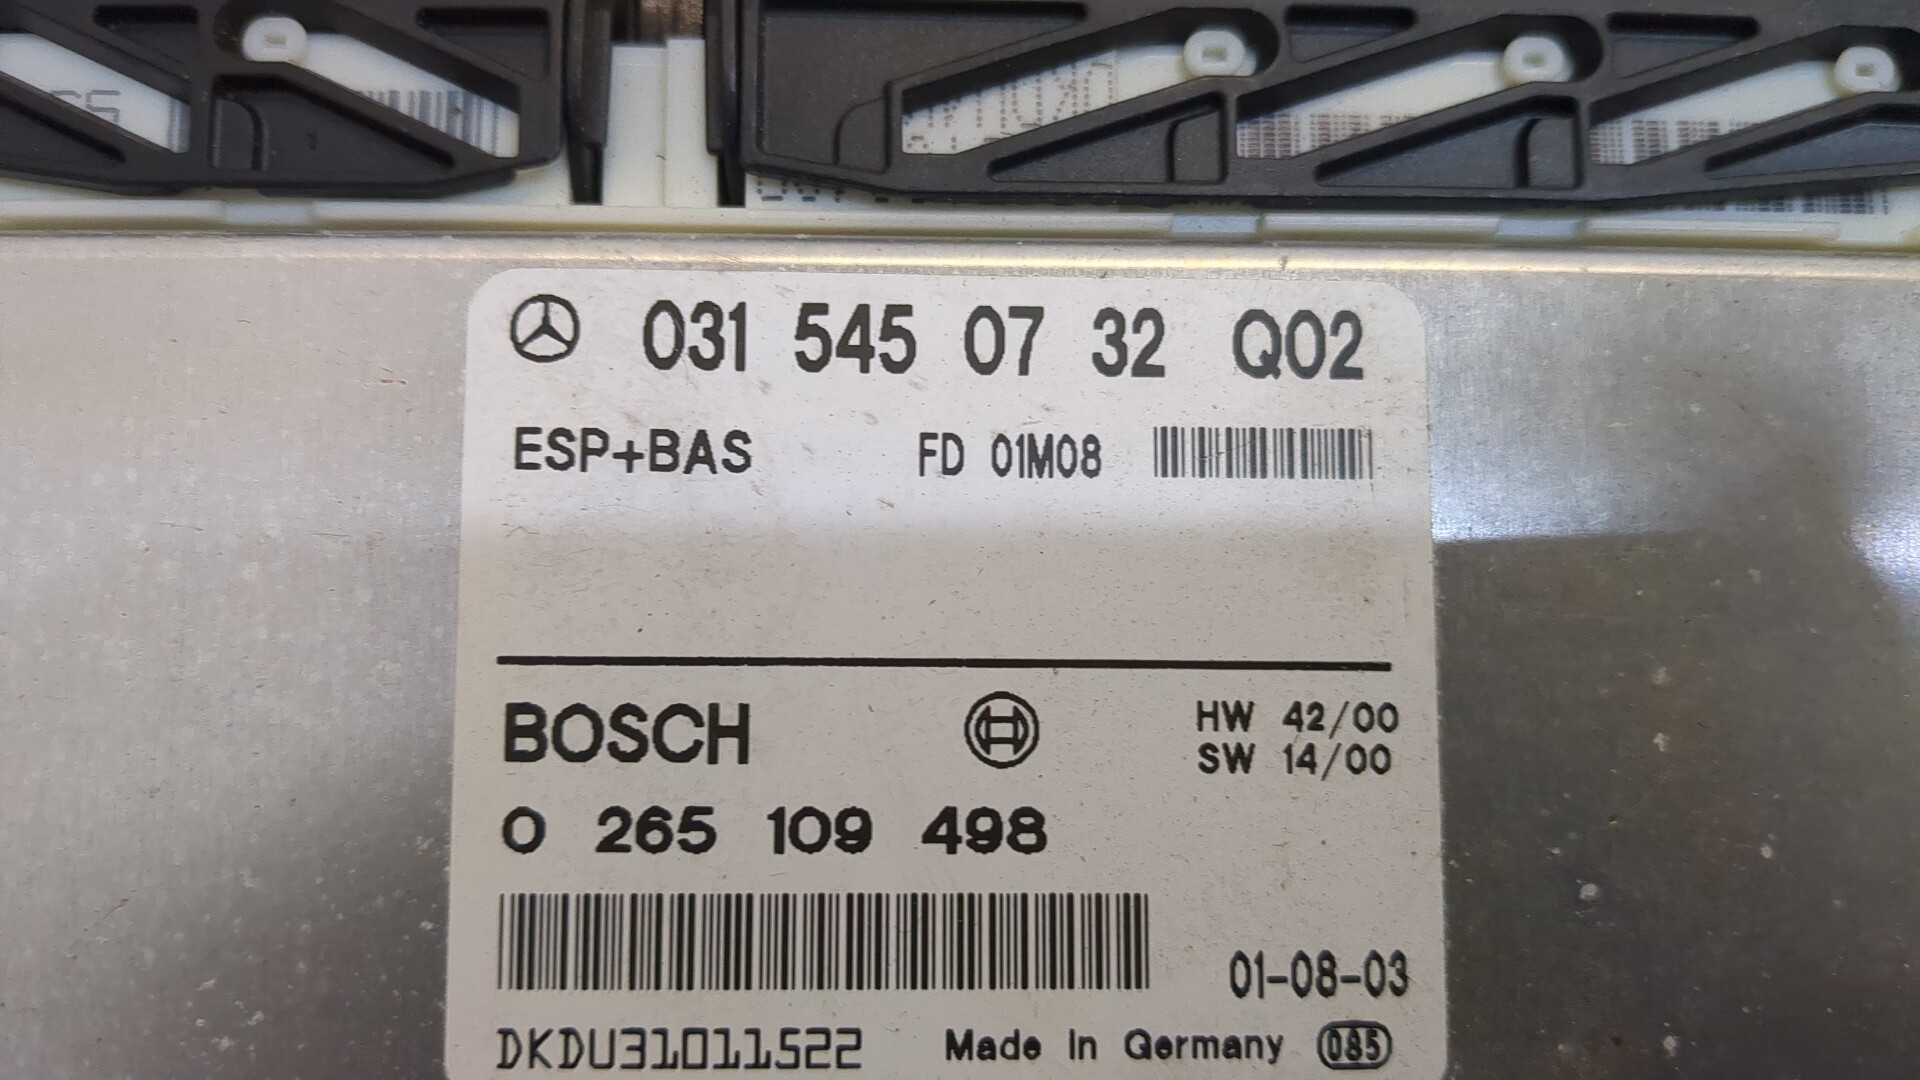 031 545 07 32 Q02
ESP+BAS FD 01M08
BOSCH HW 42/00
SW 14/00
0 265 109 498
01-08-03
DKDU31011522 Made in Germany 085